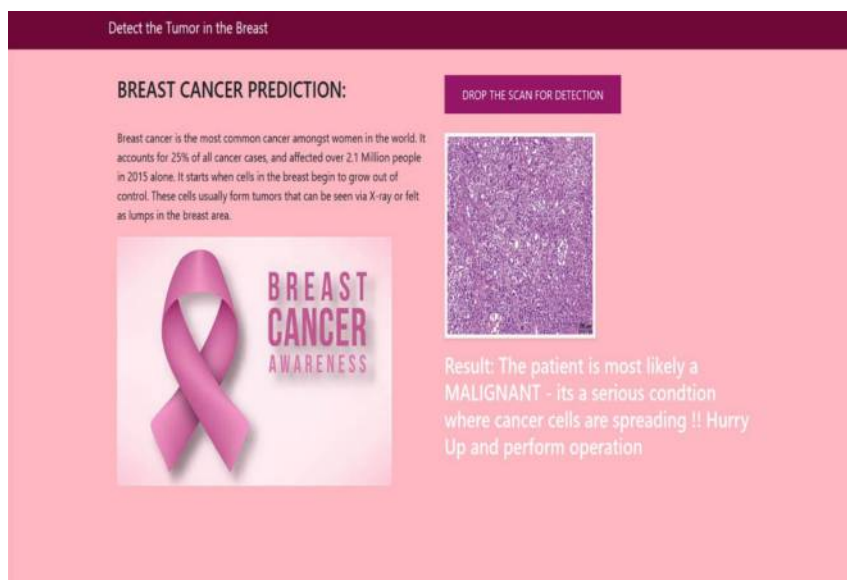 Detect the Tumor in the Breast
BREAST CANCER PREDICTION:
Breast cancer is the most common cancer amongst women in the world. It
accounts for 25% of all cancer cases, and affected over 2.1 Million people
in 2015 alone. It starts when cells in the breast begin to grow out of
control. These cells usually form tumors that can be seen via X-ray or felt
as lumps in the breast area.
BREAST
CANCER
AWARENESS
DROP THE SCAN FOR DETECTION
Result: The patient is most likely a
MALIGNANT - its a serious condtion
where cancer cells are spreading !! Hurry
Up and perform operation